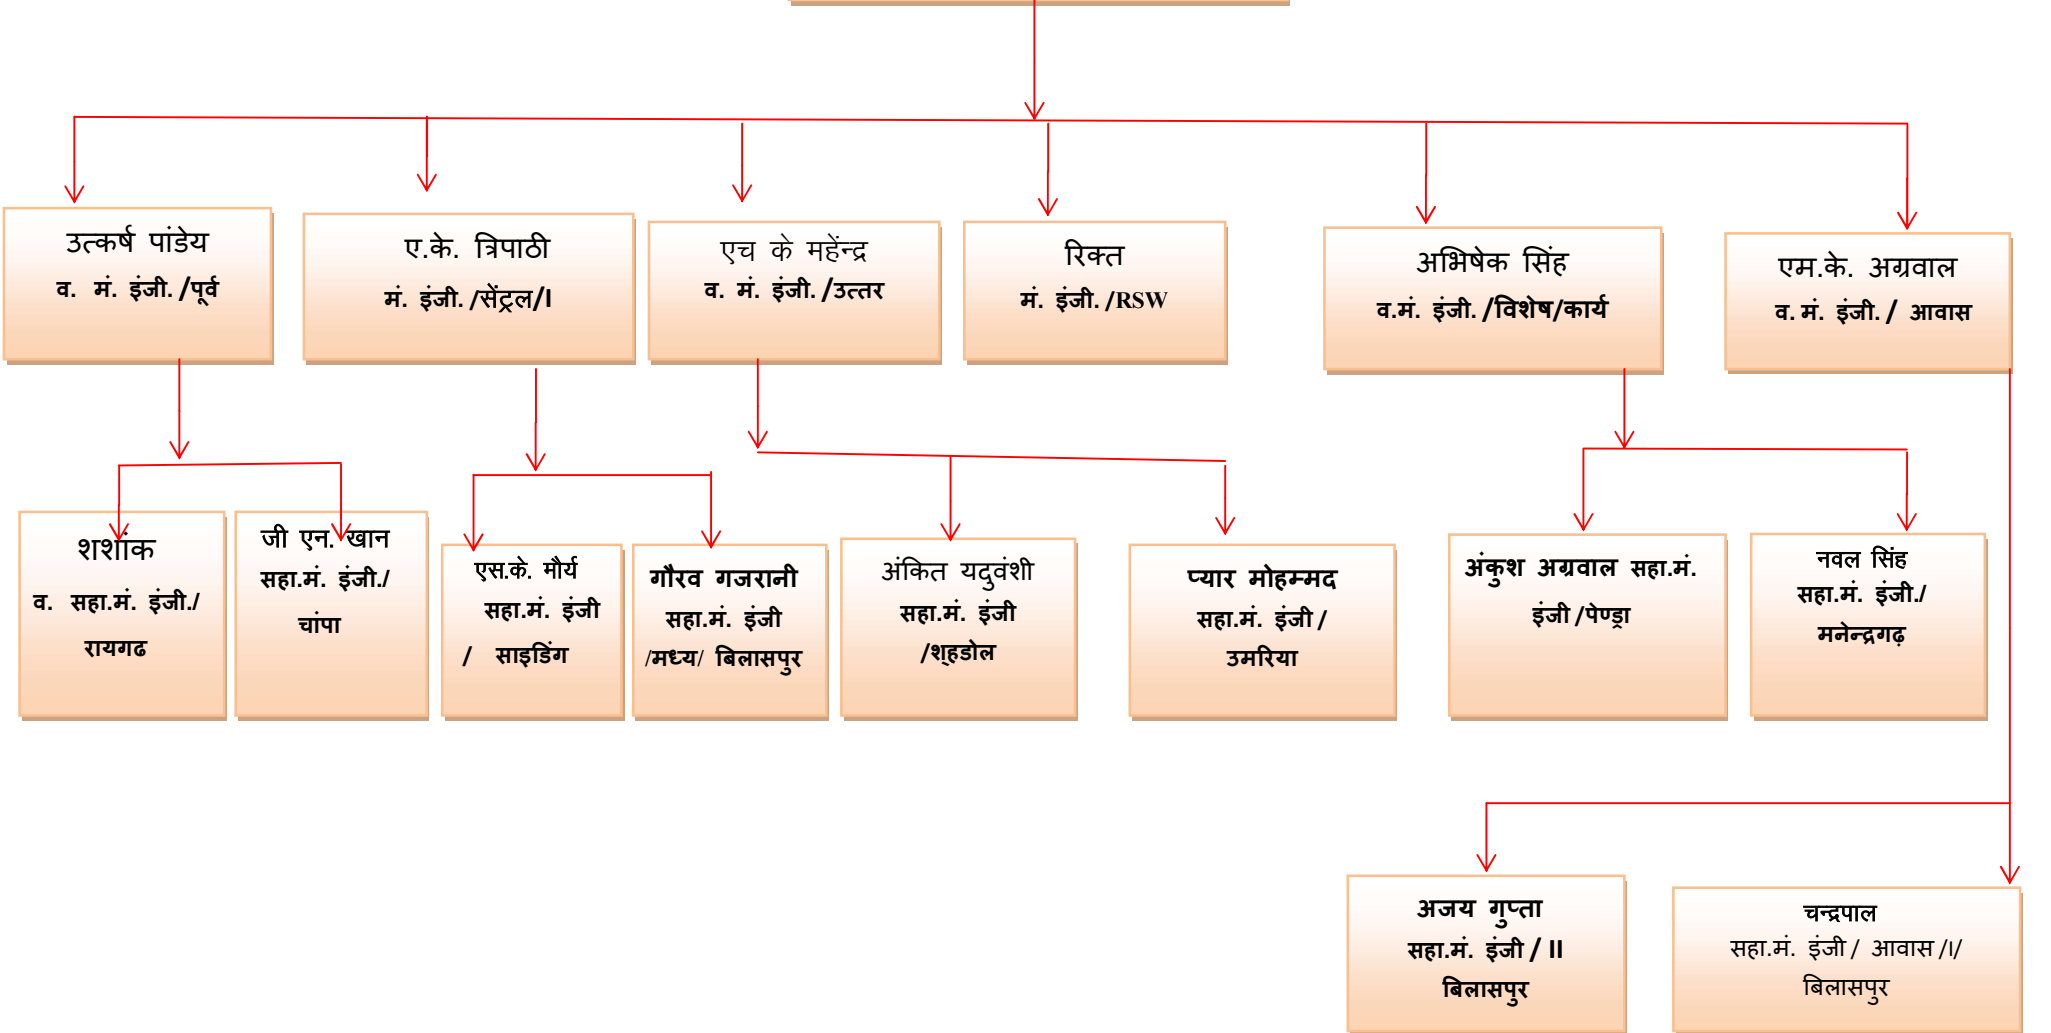 उत्कर्ष पांडेय
व. मं. इंजी. /पूर्व
ए.के. त्रिपाठी
मं. इंजी. /सेंट्रल/I
एच के महेंन्द्र
व. मं. इंजी. /उत्तर
रिक्त
मं. इंजी. /RSW
अभिषेक सिंह
व.मं. इंजी. /विशेष/कार्य
एम.के. अग्रवाल
व. मं. इंजी. / आवास
शशांक
व. सहा.मं. इंजी./
रायगढ
जी एन. खान
सहा.मं. इंजी./
चांपा
एस.के. मौर्य
सहा.मं. इंजी
/ साइडिंग
गौरव गजरानी
सहा.मं. इंजी
/मध्य/ बिलासपुर
अंकित यदुवंशी
सहा.मं. इंजी
/श्हडोल
प्यार मोहम्मद
सहा.मं. इंजी /
उमरिया
अंकुश अग्रवाल सहा.मं.
इंजी /पेण्ड्रा
नवल सिंह
सहा.मं. इंजी./
मनेन्द्रगढ़
अजय गुप्ता
सहा.मं. इंजी / II
बिलासपुर
चन्द्रपाल
सहा.मं. इंजी / आवास /I/
बिलासपुर